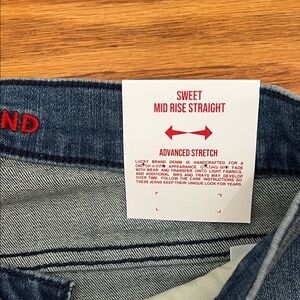 ND
SWEET
MID RISE STRAIGHT
ADVANCED STRETCH
LUCKY BRAND DENIM IS HANDCRAFTED FOR A
ONE-OF-A-KIND APPEARANCE. COLORS MAY FADE
WITH WEAR AND TRANSFER ONTO LIGHT FABRICS,
AND ADDITIONAL RIPS AND FRAYS MAY DEVELOP
OVER TIME. FOLLOW THE CARE INSTRUCTIONS SO
THESE JEANS KEEP THEIR UNIQUE LOOK FOR YEARS.